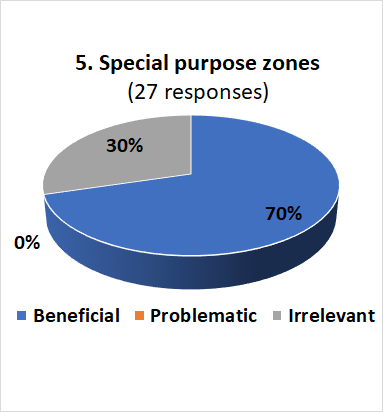 5. Special purpose zones
(27 responses)
30%
70%
0%
Beneficial Problematic Irrelevant